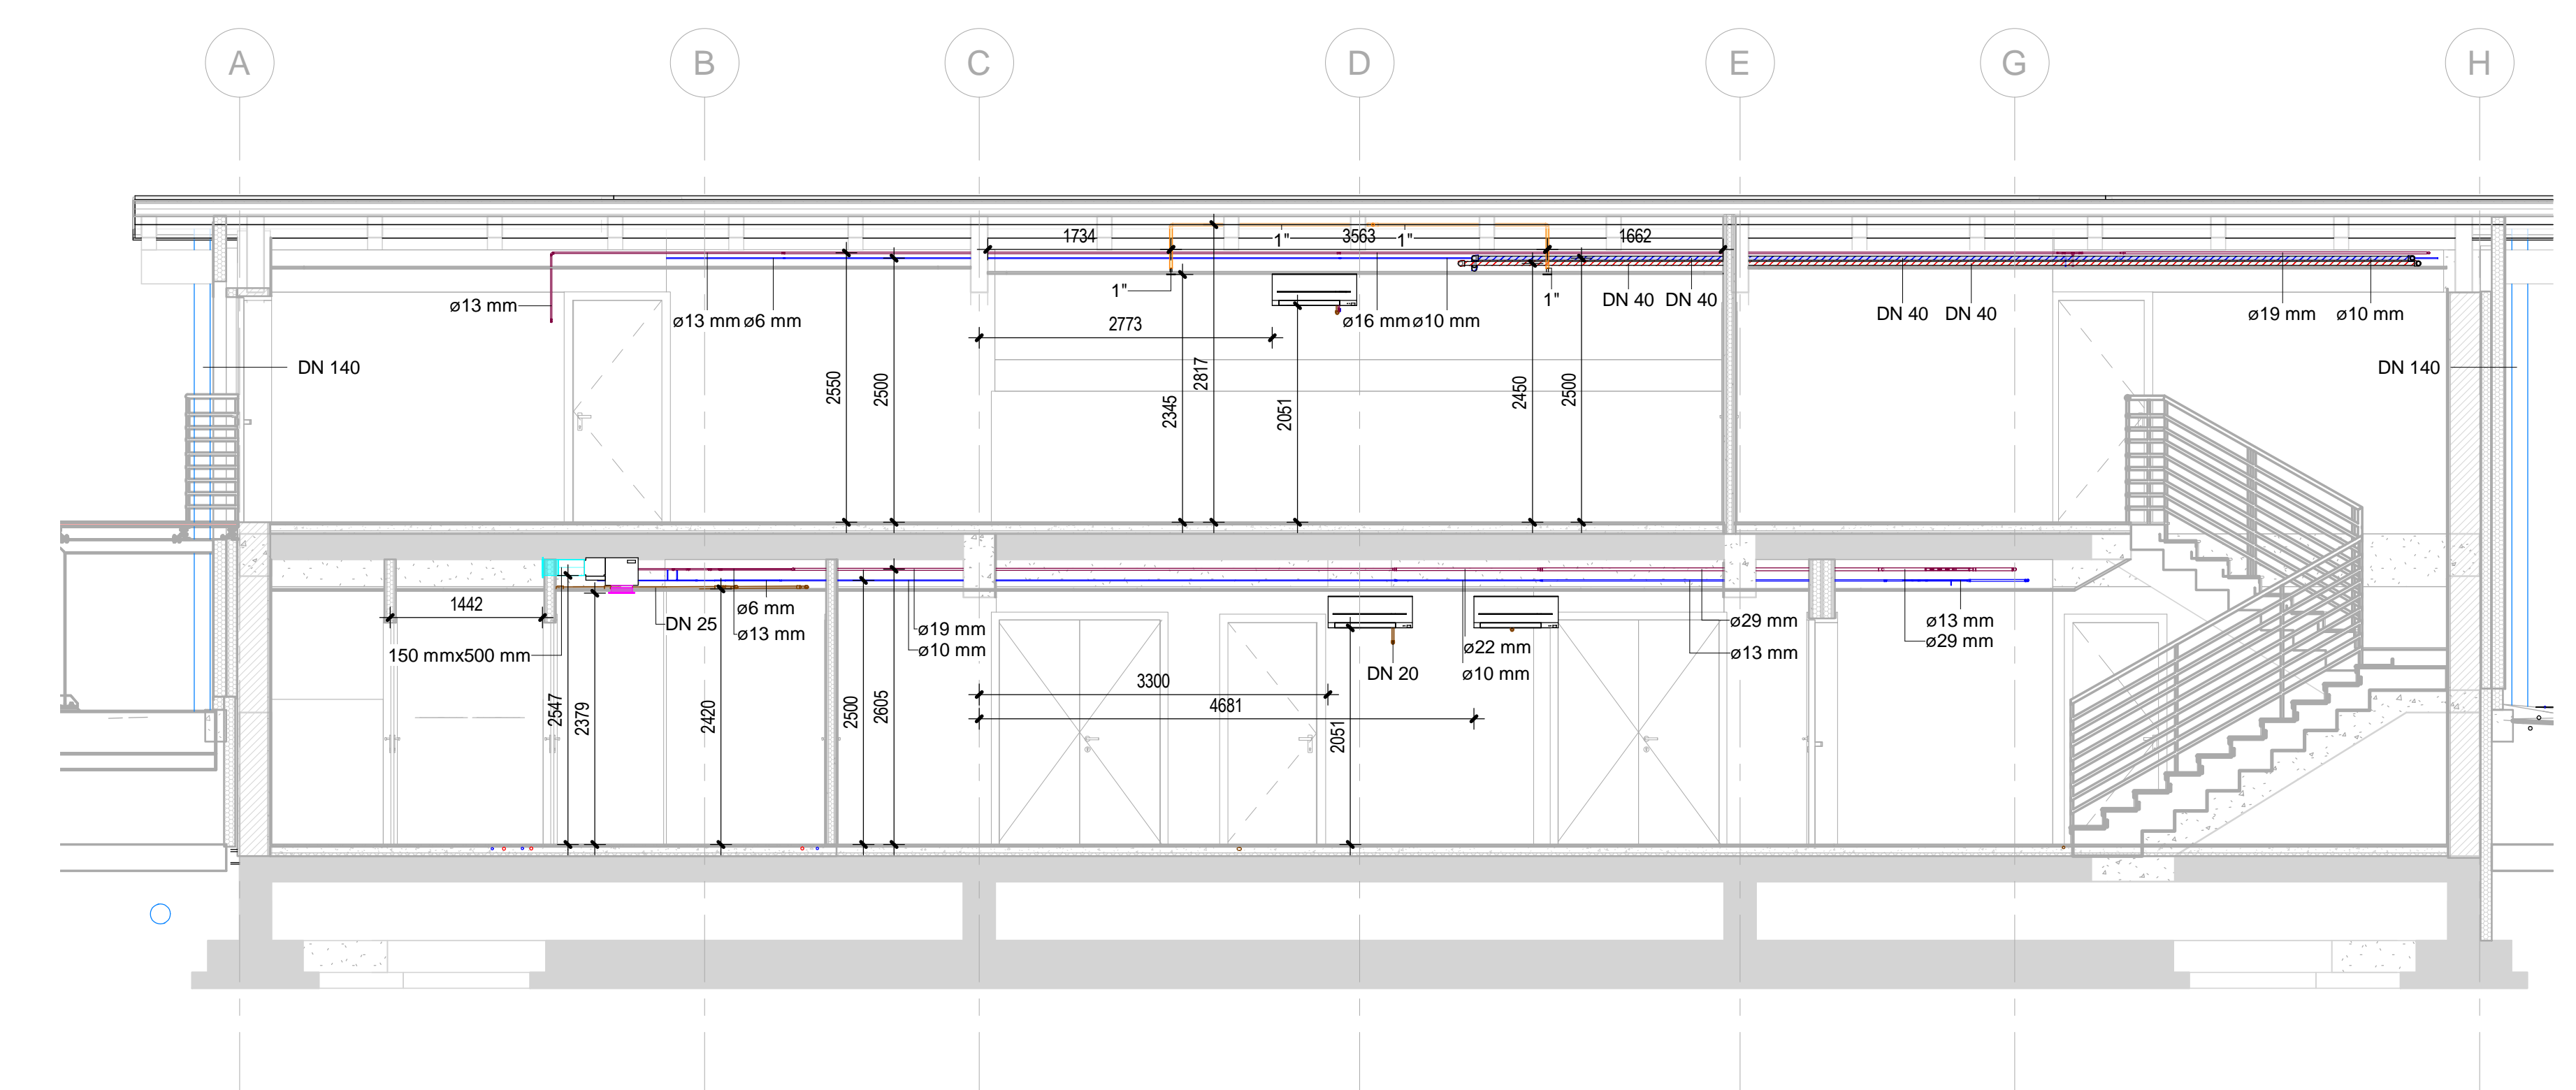 A B C D E G H
1734 1" 3563 1" 1662
ø13 mm ø13 mm ø6 mm 1" ø16 mm ø10 mm 1" DN 40 DN 40 DN 40 DN 40 ø19 mm ø10 mm
2773
DN 140 DN 140
2550 2500 2345 2817 2051 2450 2500
1442 ø6 mm ø13 mm DN 25 ø19 mm ø10 mm ø29 mm ø13 mm ø13 mm ø29 mm
150 mmx500 mm DN 20 ø22 mm ø10 mm
3300
4681
2547 2379 2420 2500 2605 2051